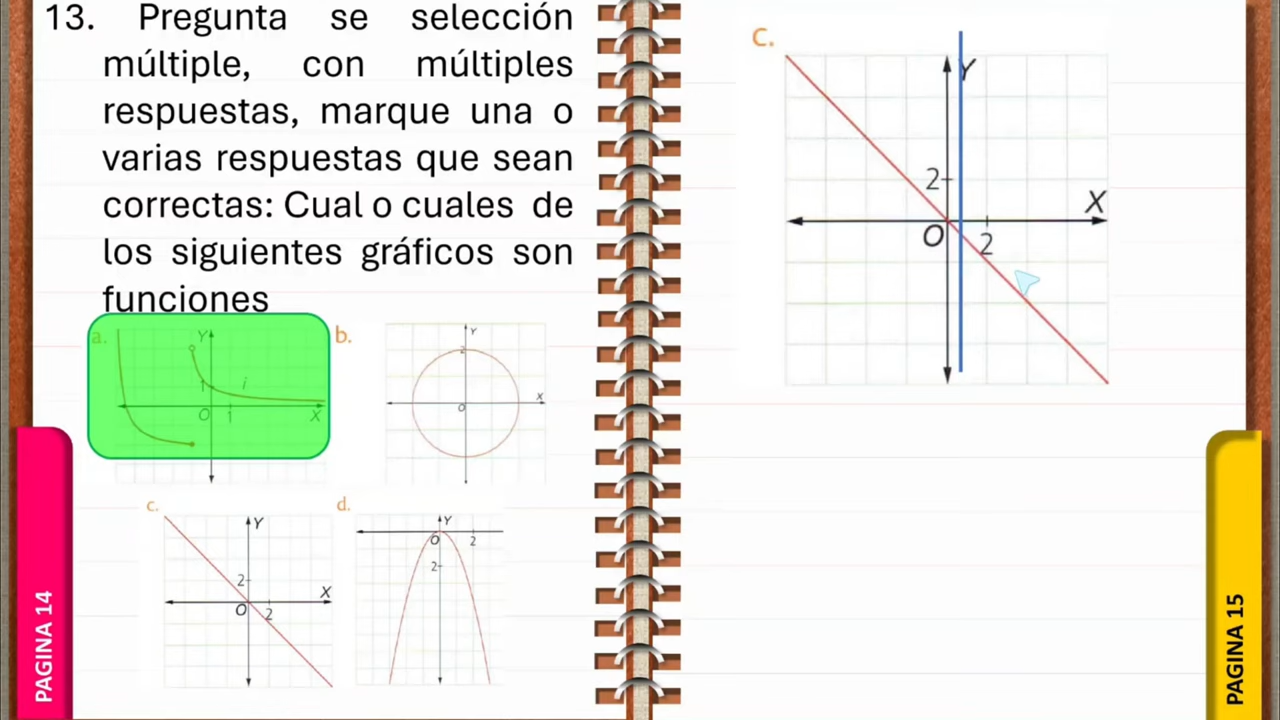 13. Pregunta se selección
múltiple, con múltiples
respuestas, marque una o
varias respuestas que sean
correctas: Cual o cuales de
los siguientes gráficos son
funciones
a.
Y
1
i
O
1
X
b.
Y
2
X
O
c.
Y
2
X
O
2
d.
Y
O
2
2
PAGINA 14
C.
Y
2
X
O
2
PAGINA 15